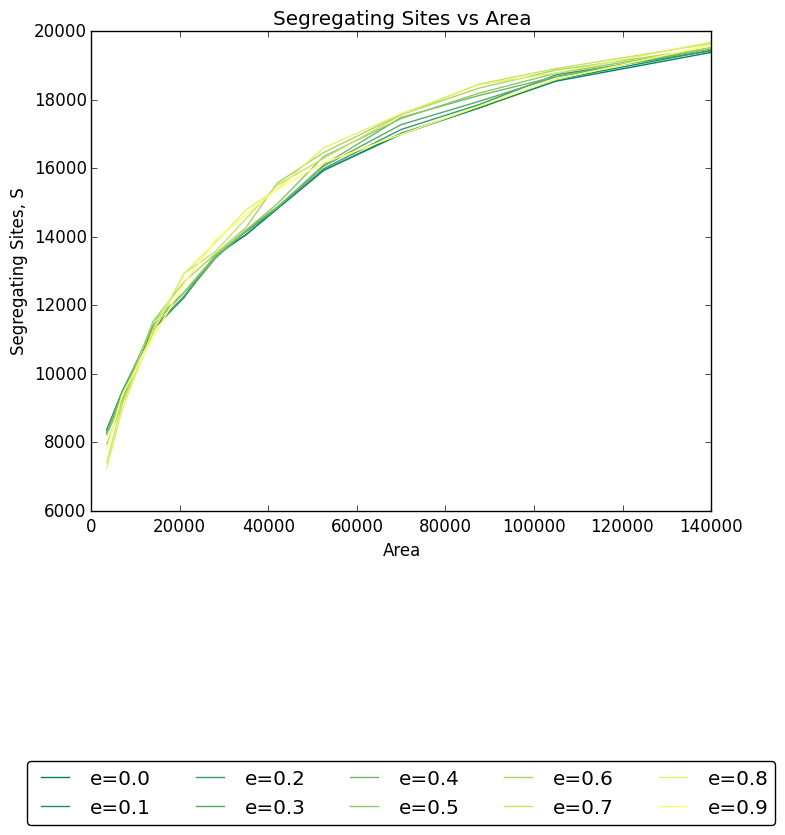 Segregating Sites vs Area
20000
18000
16000
14000
12000
10000
8000
6000
Segregating Sites, S
0 20000 40000 60000 80000 100000 120000 140000
Area
e=0.0 e=0.2 e=0.4 e=0.6 e=0.8
e=0.1 e=0.3 e=0.5 e=0.7 e=0.9